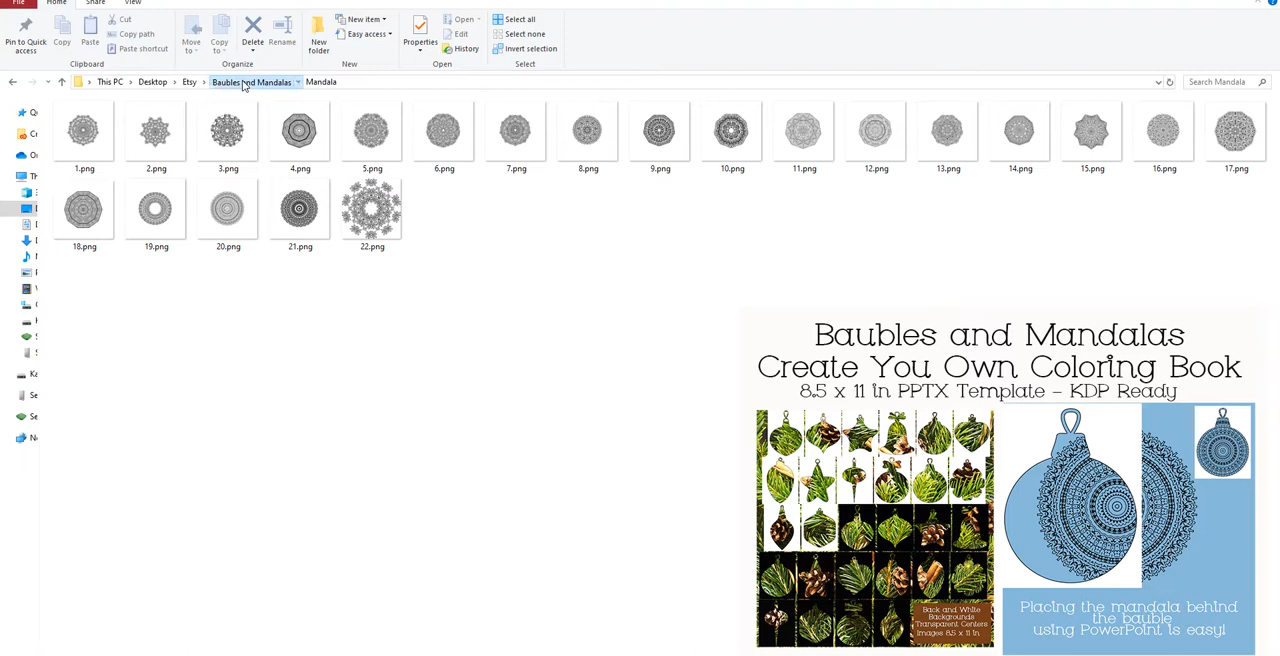 File Home Share View
Pin to Quick access
Copy
Paste
Cut
Copy path
Paste shortcut
Clipboard
Move to
Copy to
Delete
Rename
Organize
New folder
New item
Easy access
New
Properties
Open
Edit
History
Open
Select all
Select none
Invert selection
Select
This PC > Desktop > Etsy > Baubles and Mandalas Mandala
Search Mandala
1.png 2.png 3.png 4.png 5.png 6.png 7.png 8.png 9.png 10.png 11.png 12.png 13.png 14.png 15.png 16.png 17.png
18.png 19.png 20.png 21.png 22.png
Baubles and Mandalas
Create You Own Coloring Book
8.5 x 11 in PPTX Template - KDP Ready
Back and White
Backgrounds
Transparent Centers
Images 8.5 x 11 in
Placing the mandala behind
the bauble
using PowerPoint is easy!